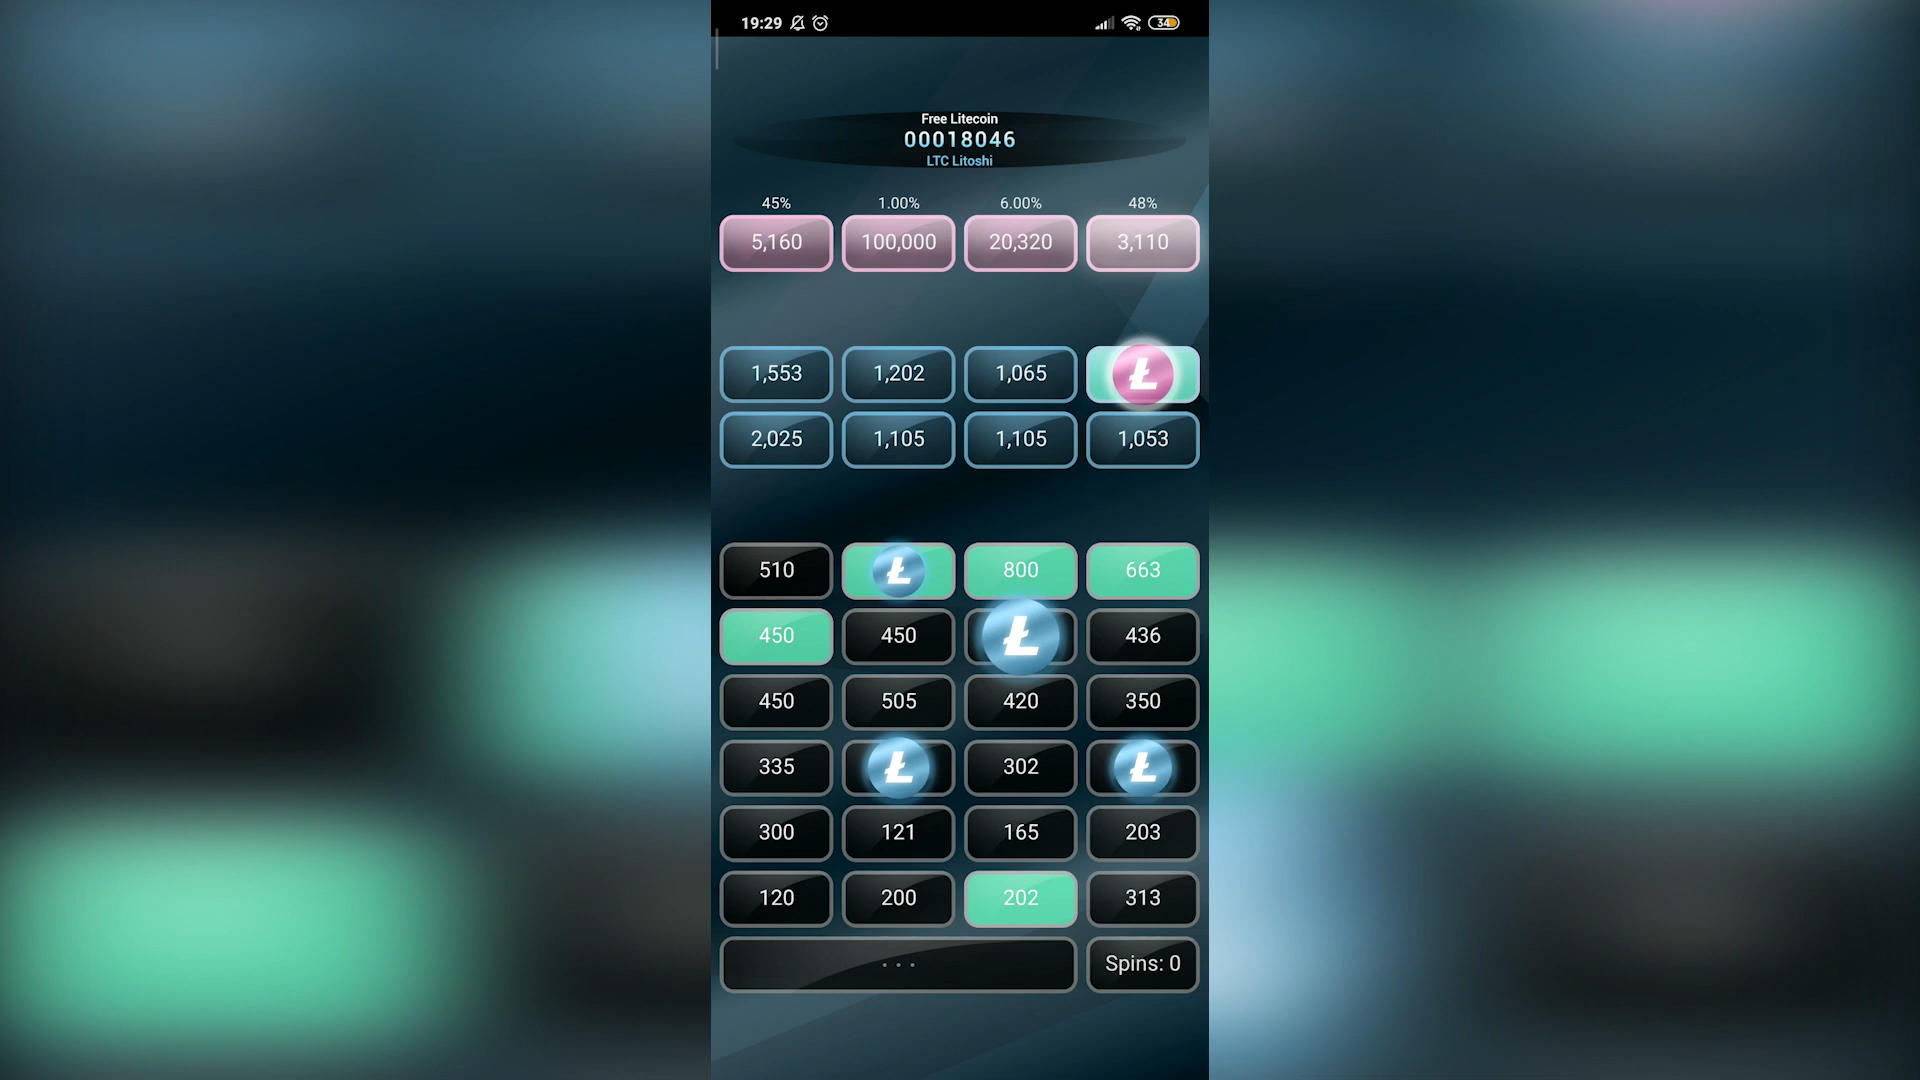 19:29 34
Free Litecoin
00018046
LTC Litoshi
45% 1.00% 6.00% 48%
5,160 100,000 20,320 3,110
1,553 1,202 1,065
2,025 1,105 1,105 1,053
510 800 663
450 450 436
450 505 420 350
335 302
300 121 165 203
120 200 202 313
... Spins: 0